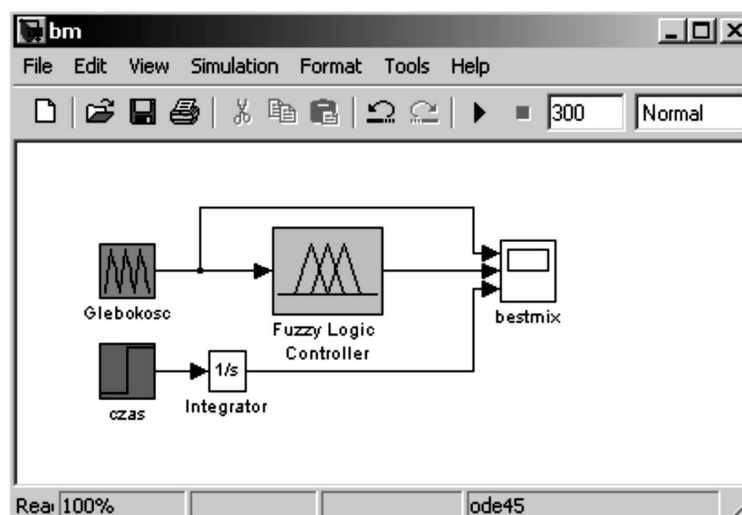 bm
File Edit View Simulation Format Tools Help
300 Normal
Glebokosc
Fuzzy Logic
Controller
bestmix
czas
1/s
Integrator
100% ode45